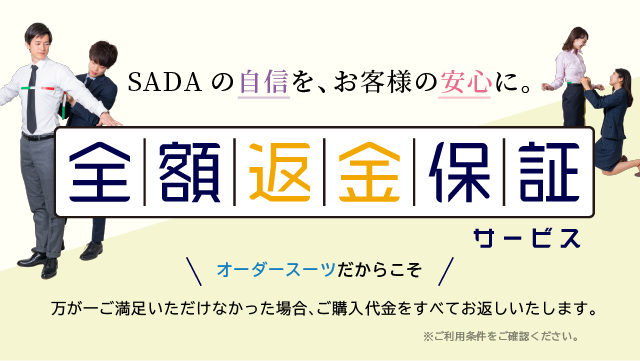 SADAの自信を、お客様の安心に。
全額返金保証
サービス
オーダースーツだからこそ
万が一ご満足いただけなかった場合、ご購入代金をすべてお返しいたします。
※ご利用条件をご確認ください。